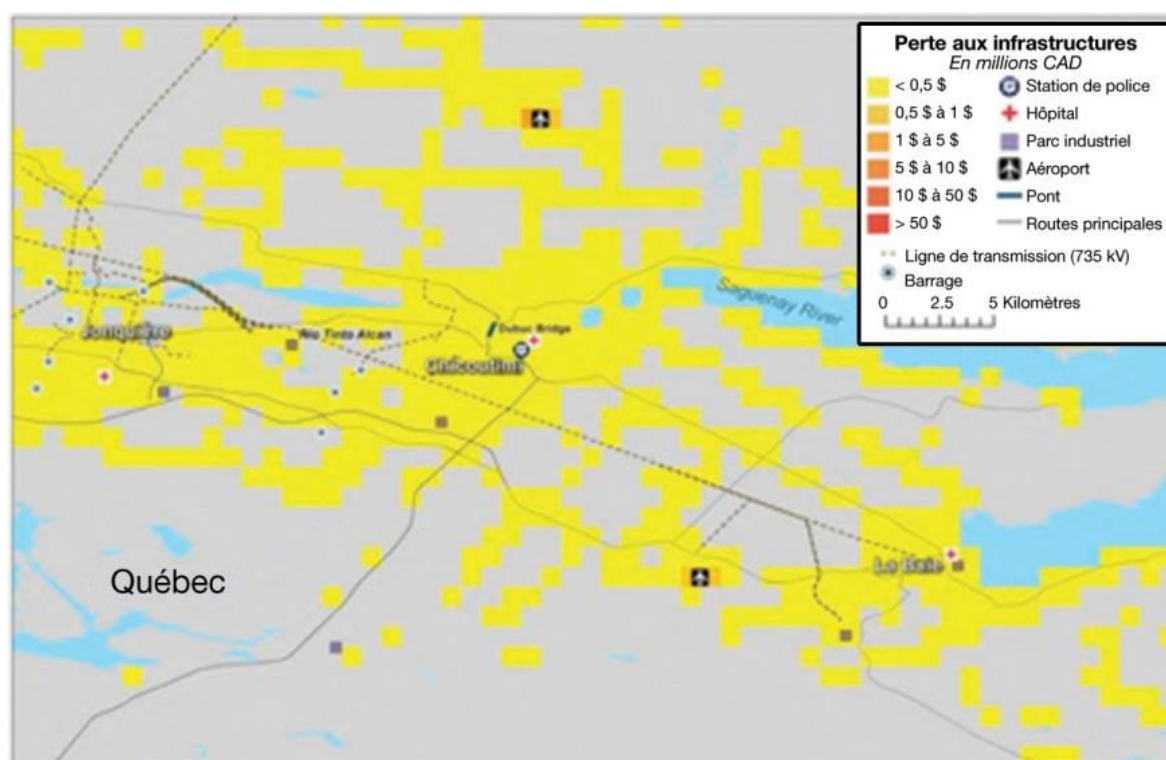 Perte aux infrastructures
En millions CAD
< 0,5 $
0,5 $ à 1 $
1 $ à 5 $
5 $ à 10 $
10 $ à 50 $
> 50 $
Station de police
Hôpital
Parc industriel
Aéroport
Pont
Routes principales
Ligne de transmission (735 kV)
Barrage
0 2.5 5 Kilomètres
Saguenay River
Jonquière
Rio Tinto Alcan
Dubuc Bridge
Chicoutimi
La Baie
Québec